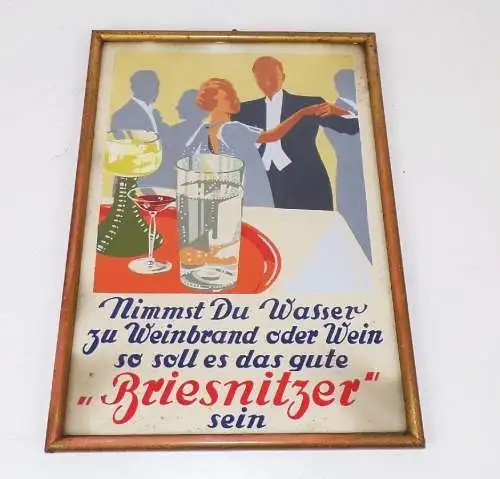 Nimmst Du Wasser
zu Weinbrand oder Wein
so soll es das gute
„Briesnitzer"
sein